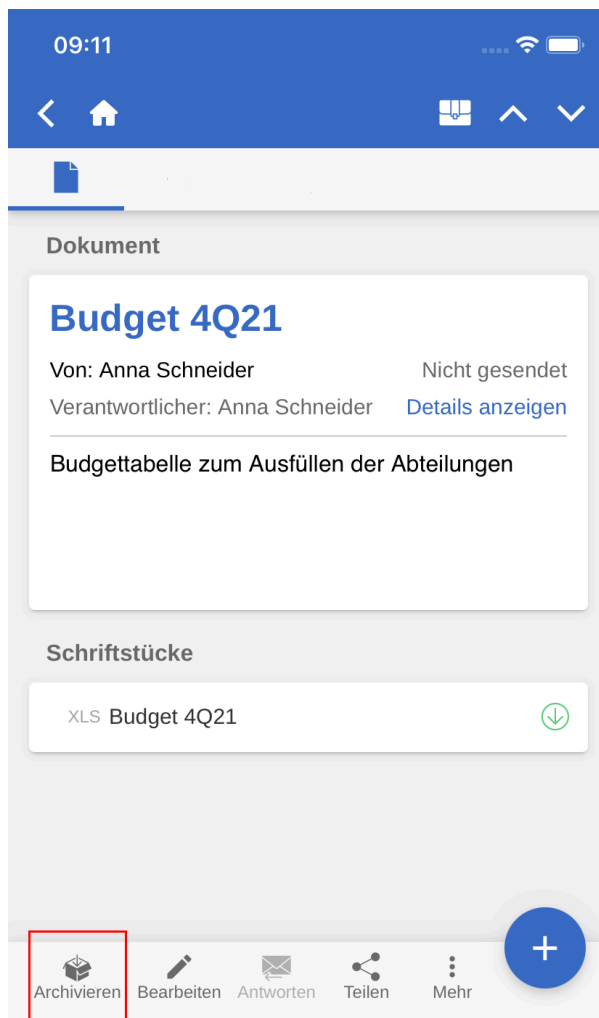 09:11
Dokument
Budget 4Q21
Von: Anna Schneider Nicht gesendet
Verantwortlicher: Anna Schneider Details anzeigen
Budgettabelle zum Ausfüllen der Abteilungen
Schriftstücke
XLS Budget 4Q21
Archivieren Bearbeiten Antworten Teilen Mehr